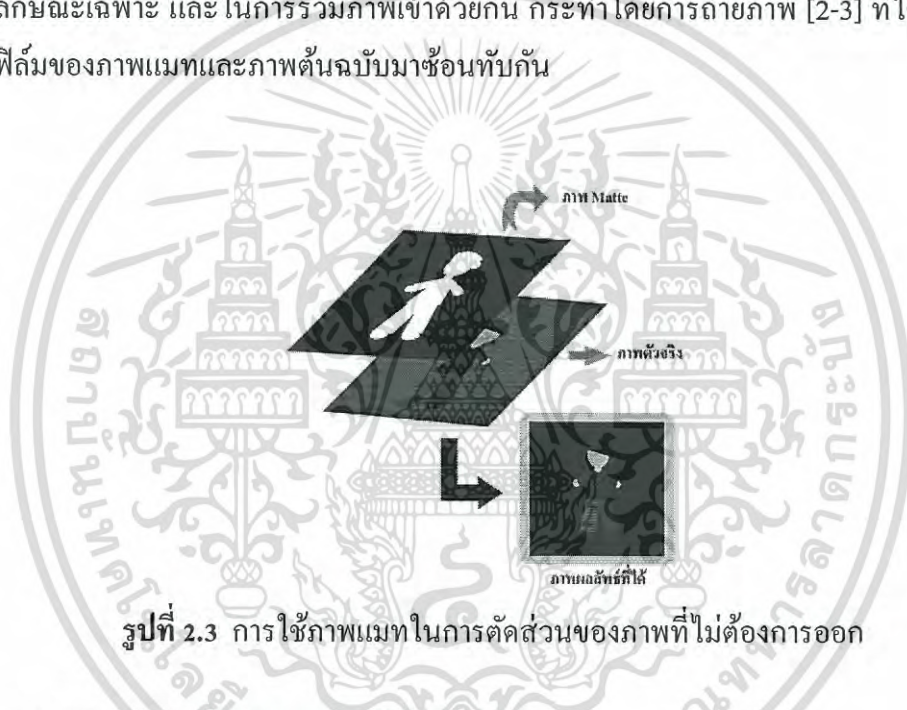 ลักษณะเฉพาะ และในการรวมภาพเข้าด้วยกัน กระทำโดยการถ่ายภาพ [2-3]
ฟิล์มของภาพแมทและภาพต้นฉบับมาซ้อนทับกัน
ภาพ Matte
ภาพตัวจริง
ภาพผลลัพธ์ที่ได้
รูปที่ 2.3 การใช้ภาพแมทในการตัดส่วนของภาพที่ไม่ต้องการออก